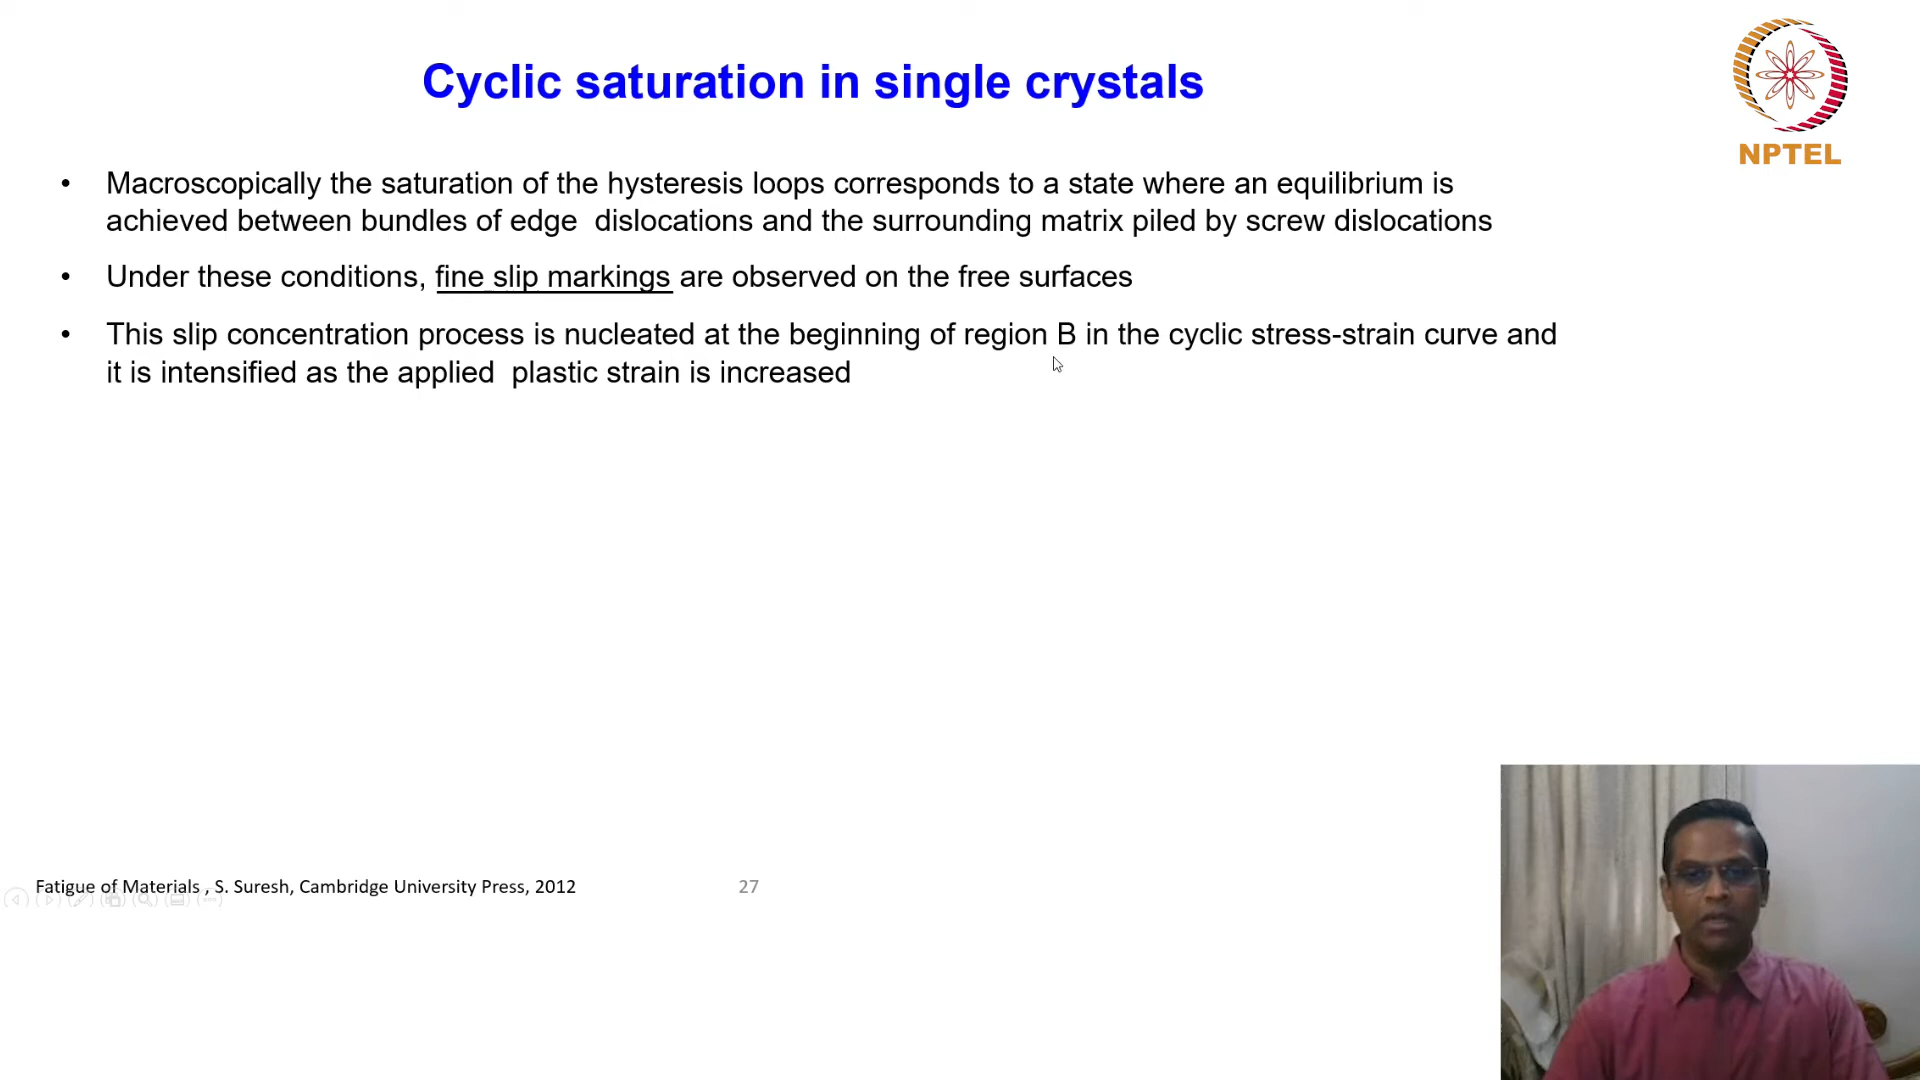 Cyclic saturation in single crystals
NPTEL
• Macroscopically the saturation of the hysteresis loops corresponds to a state where an equilibrium is
achieved between bundles of edge dislocations and the surrounding matrix piled by screw dislocations
• Under these conditions, fine slip markings are observed on the free surfaces
• This slip concentration process is nucleated at the beginning of region B in the cyclic stress-strain curve and
it is intensified as the applied plastic strain is increased
Fatigue of Materials , S. Suresh, Cambridge University Press, 2012
27